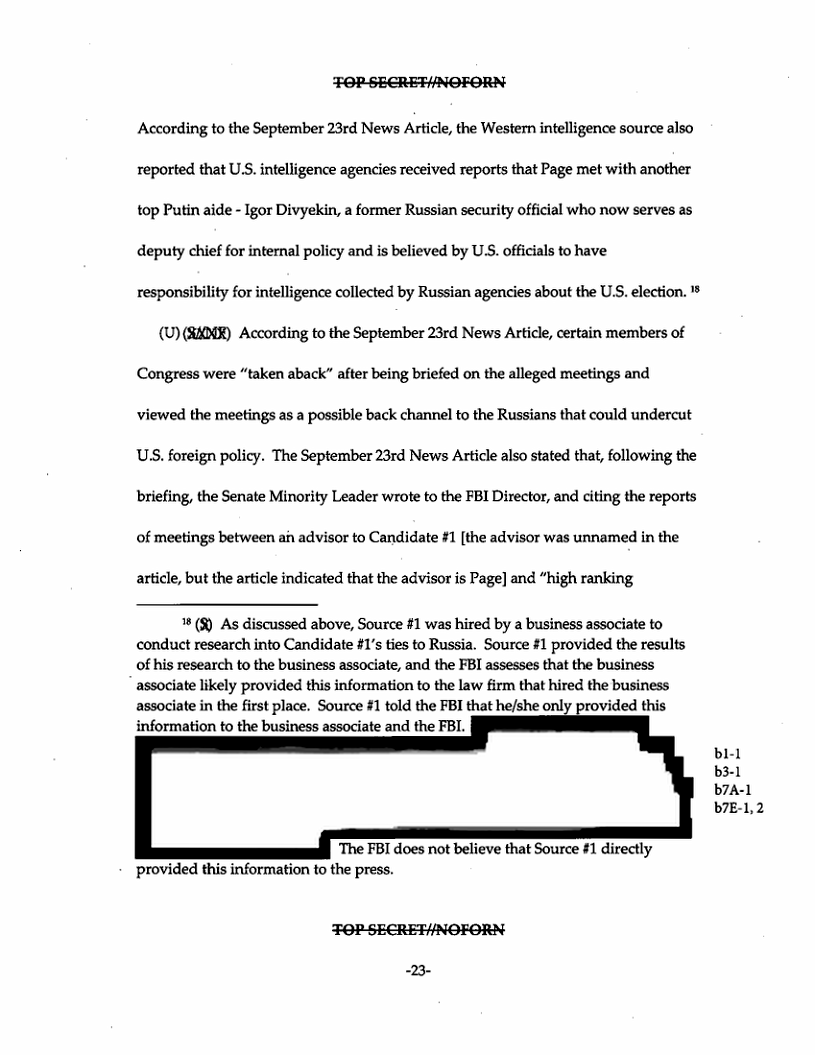 TOP SECRET//NOFORN
According to the September 23rd News Article, the Western intelligence source also
reported that U.S. intelligence agencies received reports that Page met with another
top Putin aide - Igor Divyekin, a former Russian security official who now serves as
deputy chief for internal policy and is believed by U.S. officials to have
responsibility for intelligence collected by Russian agencies about the U.S. election. 18
(U) ( ) According to the September 23rd News Article, certain members of
Congress were "taken aback" after being briefed on the alleged meetings and
viewed the meetings as a possible back channel to the Russians that could undercut
U.S. foreign policy. The September 23rd News Article also stated that, following the
briefing, the Senate Minority Leader wrote to the FBI Director, and citing the reports
of meetings between an advisor to Candidate #1 [the advisor was unnamed in the
article, but the article indicated that the advisor is Page] and "high ranking
18 (S) As discussed above, Source #1 was hired by a business associate to
conduct research into Candidate #1's ties to Russia. Source #1 provided the results
of his research to the business associate, and the FBI assesses that the business
associate likely provided this information to the law firm that hired the business
associate in the first place. Source #1 told the FBI that he/she only provided this
information to the business associate and the FBI.
b1-1
b3-1
b7A-1
b7E-1, 2
The FBI does not believe that Source #1 directly
provided this information to the press.
TOP SECRET//NOFORN
-23-